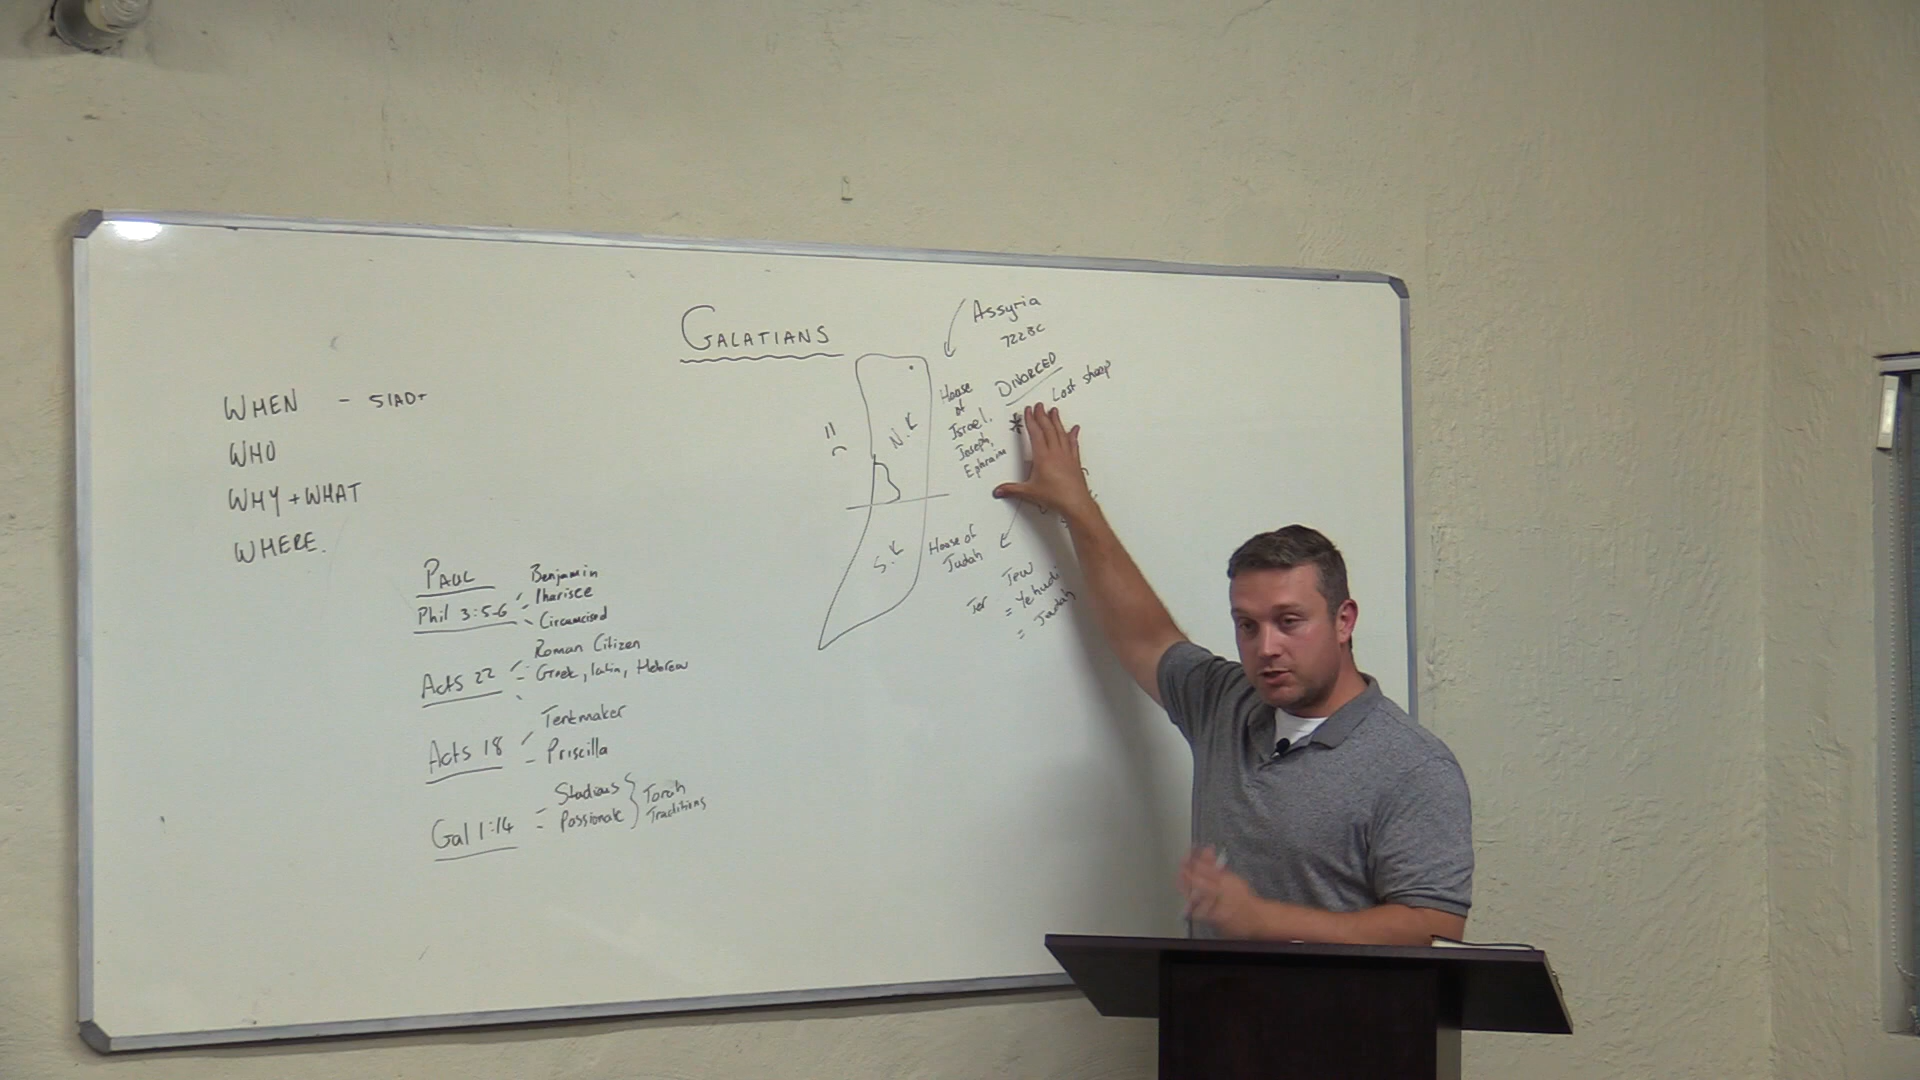 GALATIANS
WHEN - 51AD+
WHO
WHY + WHAT
WHERE.
PAUL
Phil 3:5-6
Benjamin
Pharisee
Circumcised
Acts 22
Roman Citizen
Greek, latin, Hebrew
Acts 18
Tentmaker
Priscilla
Gal 1:14
Studious
Passionate
Torah
Traditions
Assyria
722BC
DIVORCED
* Lost sheep
House
of
Israel.
Joseph,
Ephraim
N.K
S.K
House of
Judah
Jew
= Yehudi
= Judah